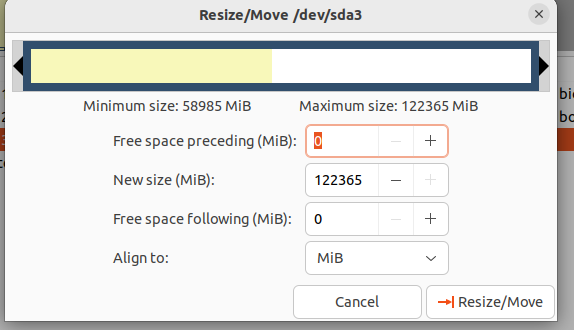 Resize/Move /dev/sda3
Minimum size: 58985 MiB Maximum size: 122365 MiB
Free space preceding (MiB): 0
New size (MiB): 122365
Free space following (MiB): 0
Align to: MiB
Cancel Resize/Move